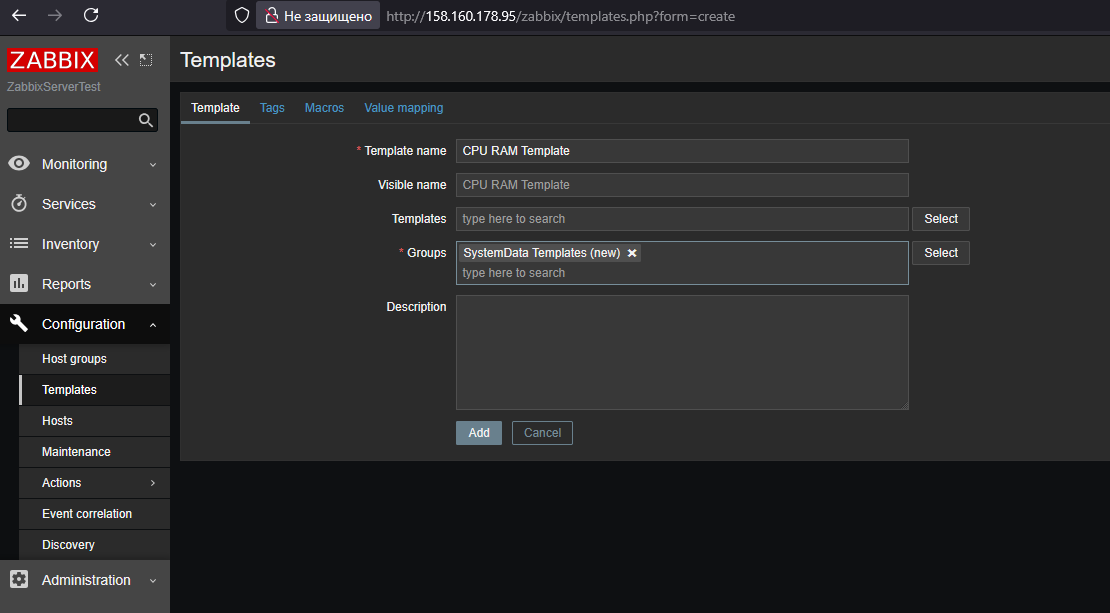 Не защищено http://158.160.178.95/zabbix/templates.php?form=create
ZABBIX
ZabbixServerTest
Monitoring
Services
Inventory
Reports
Configuration
Host groups
Templates
Hosts
Maintenance
Actions
Event correlation
Discovery
Administration
Templates
Template Tags Macros Value mapping
* Template name CPU RAM Template
Visible name CPU RAM Template
Templates type here to search Select
* Groups SystemData Templates (new) Select
type here to search
Description
Add Cancel